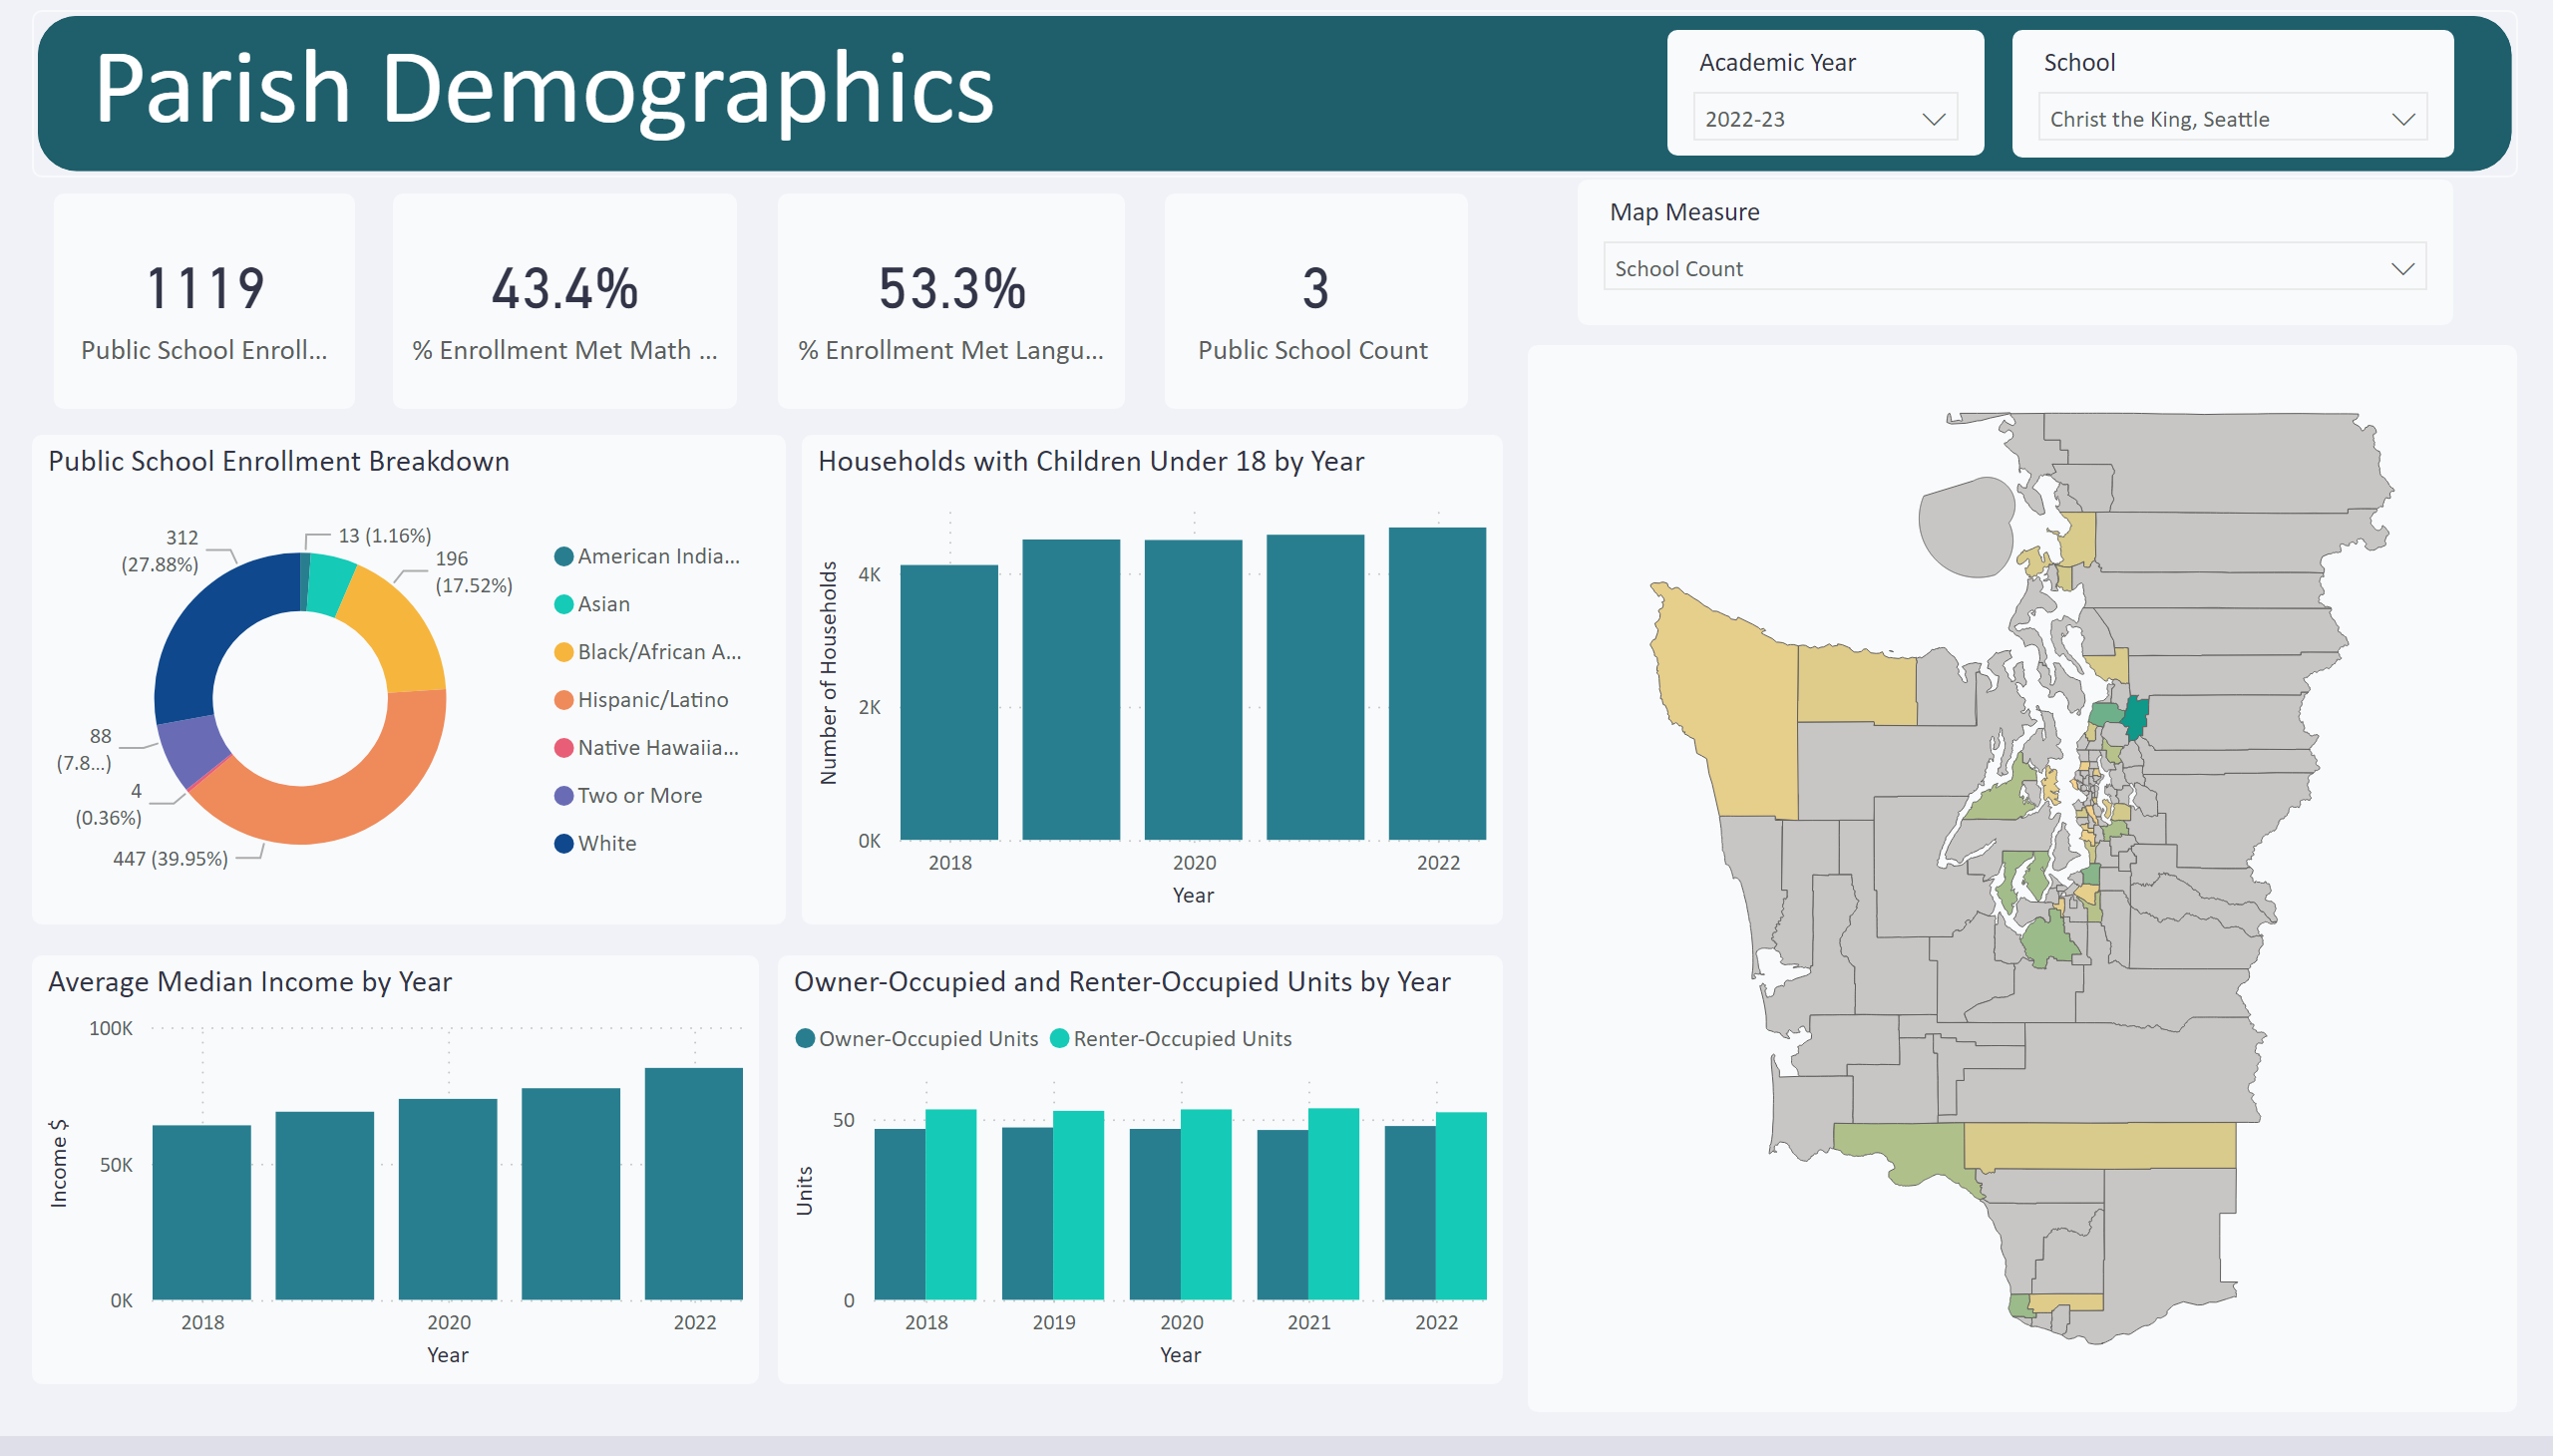 Parish Demographics
Academic Year
2022-23
School
Christ the King, Seattle
1119
Public School Enroll...
43.4%
% Enrollment Met Math ...
53.3%
% Enrollment Met Langu...
3
Public School Count
Map Measure
School Count
Public School Enrollment Breakdown
312
(27.88%)
13 (1.16%)
196
(17.52%)
88
(7.8...)
4
(0.36%)
447 (39.95%)
American India...
Asian
Black/African A...
Hispanic/Latino
Native Hawaiia...
Two or More
White
Households with Children Under 18 by Year
Number of Households
4K
2K
0K
2018
2020
2022
Year
Average Median Income by Year
Income $
100K
50K
0K
2018
2020
2022
Year
Owner-Occupied and Renter-Occupied Units by Year
Owner-Occupied Units
Renter-Occupied Units
Units
50
0
2018
2019
2020
2021
2022
Year